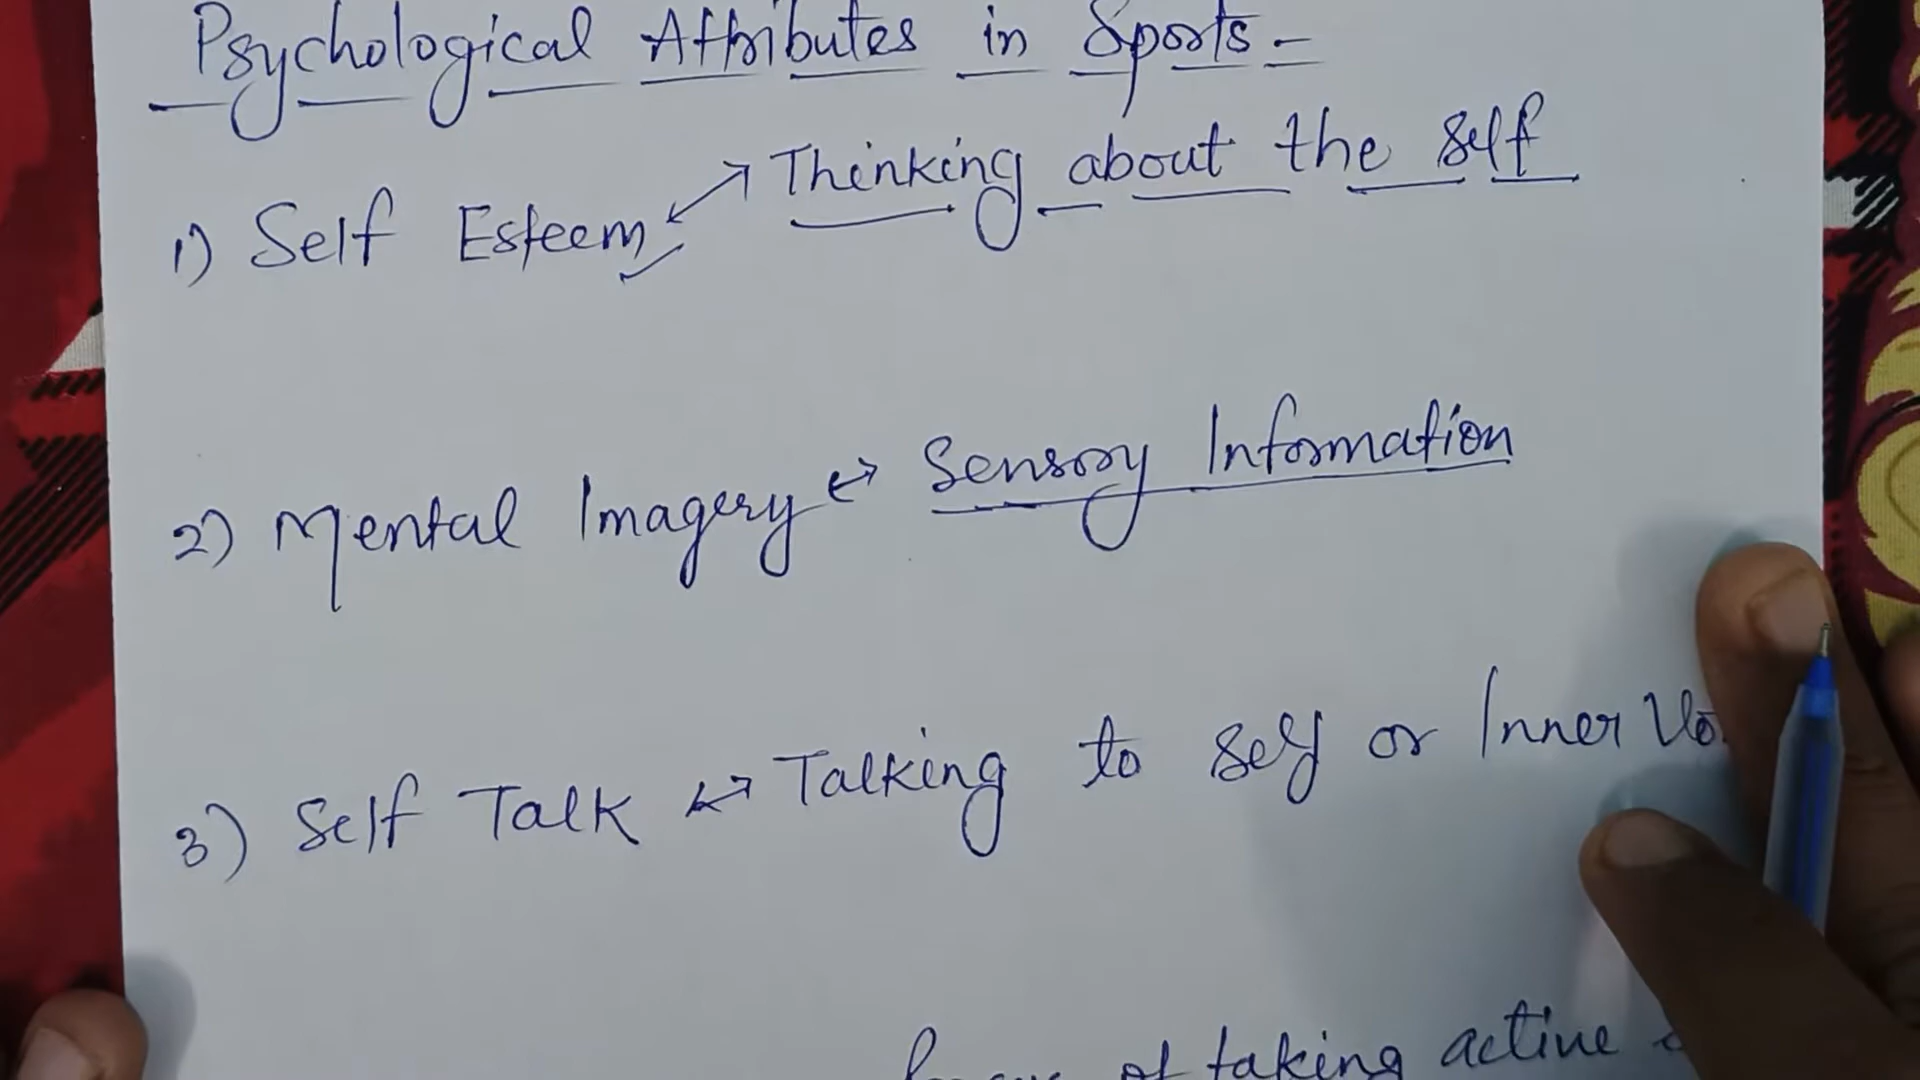 Psychological Attributes in Sports -
1) Self Esteem ↔ Thinking about the self
2) Mental Imagery ↔ Sensory Information
3) Self Talk ↔ Talking to self or Inner
of taking active